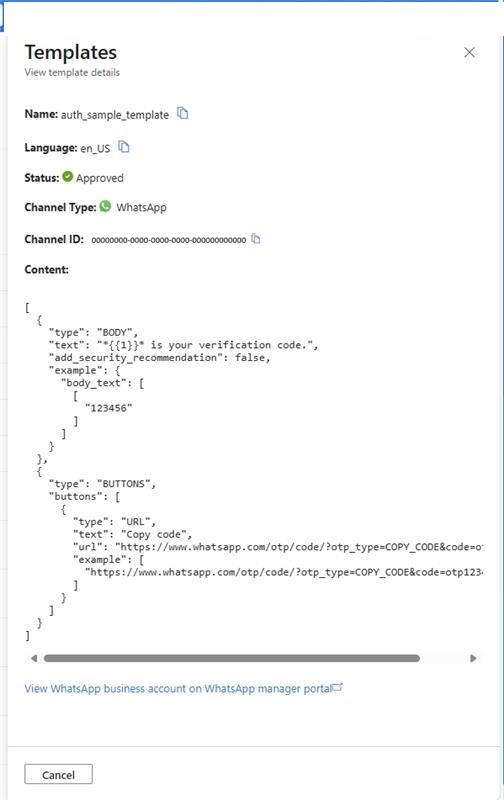 Templates
View template details
Name: auth_sample_template
Language: en_US
Status: Approved
Channel Type: WhatsApp
Channel ID: 00000000-0000-0000-0000-000000000000
Content:
[
  {
    "type": "BODY",
    "text": "*{{1}}* is your verification code.",
    "add_security_recommendation": false,
    "example": {
      "body_text": [
        [
          "123456"
        ]
      ]
    }
  },
  {
    "type": "BUTTONS",
    "buttons": [
      {
        "type": "URL",
        "text": "Copy code",
        "url": "https://www.whatsapp.com/otp/code/?otp_type=COPY_CODE&code=ot
        "example": [
          "https://www.whatsapp.com/otp/code/?otp_type=COPY_CODE&code=otp1234
        ]
      }
    ]
  }
]
View WhatsApp business account on WhatsApp manager portal
Cancel